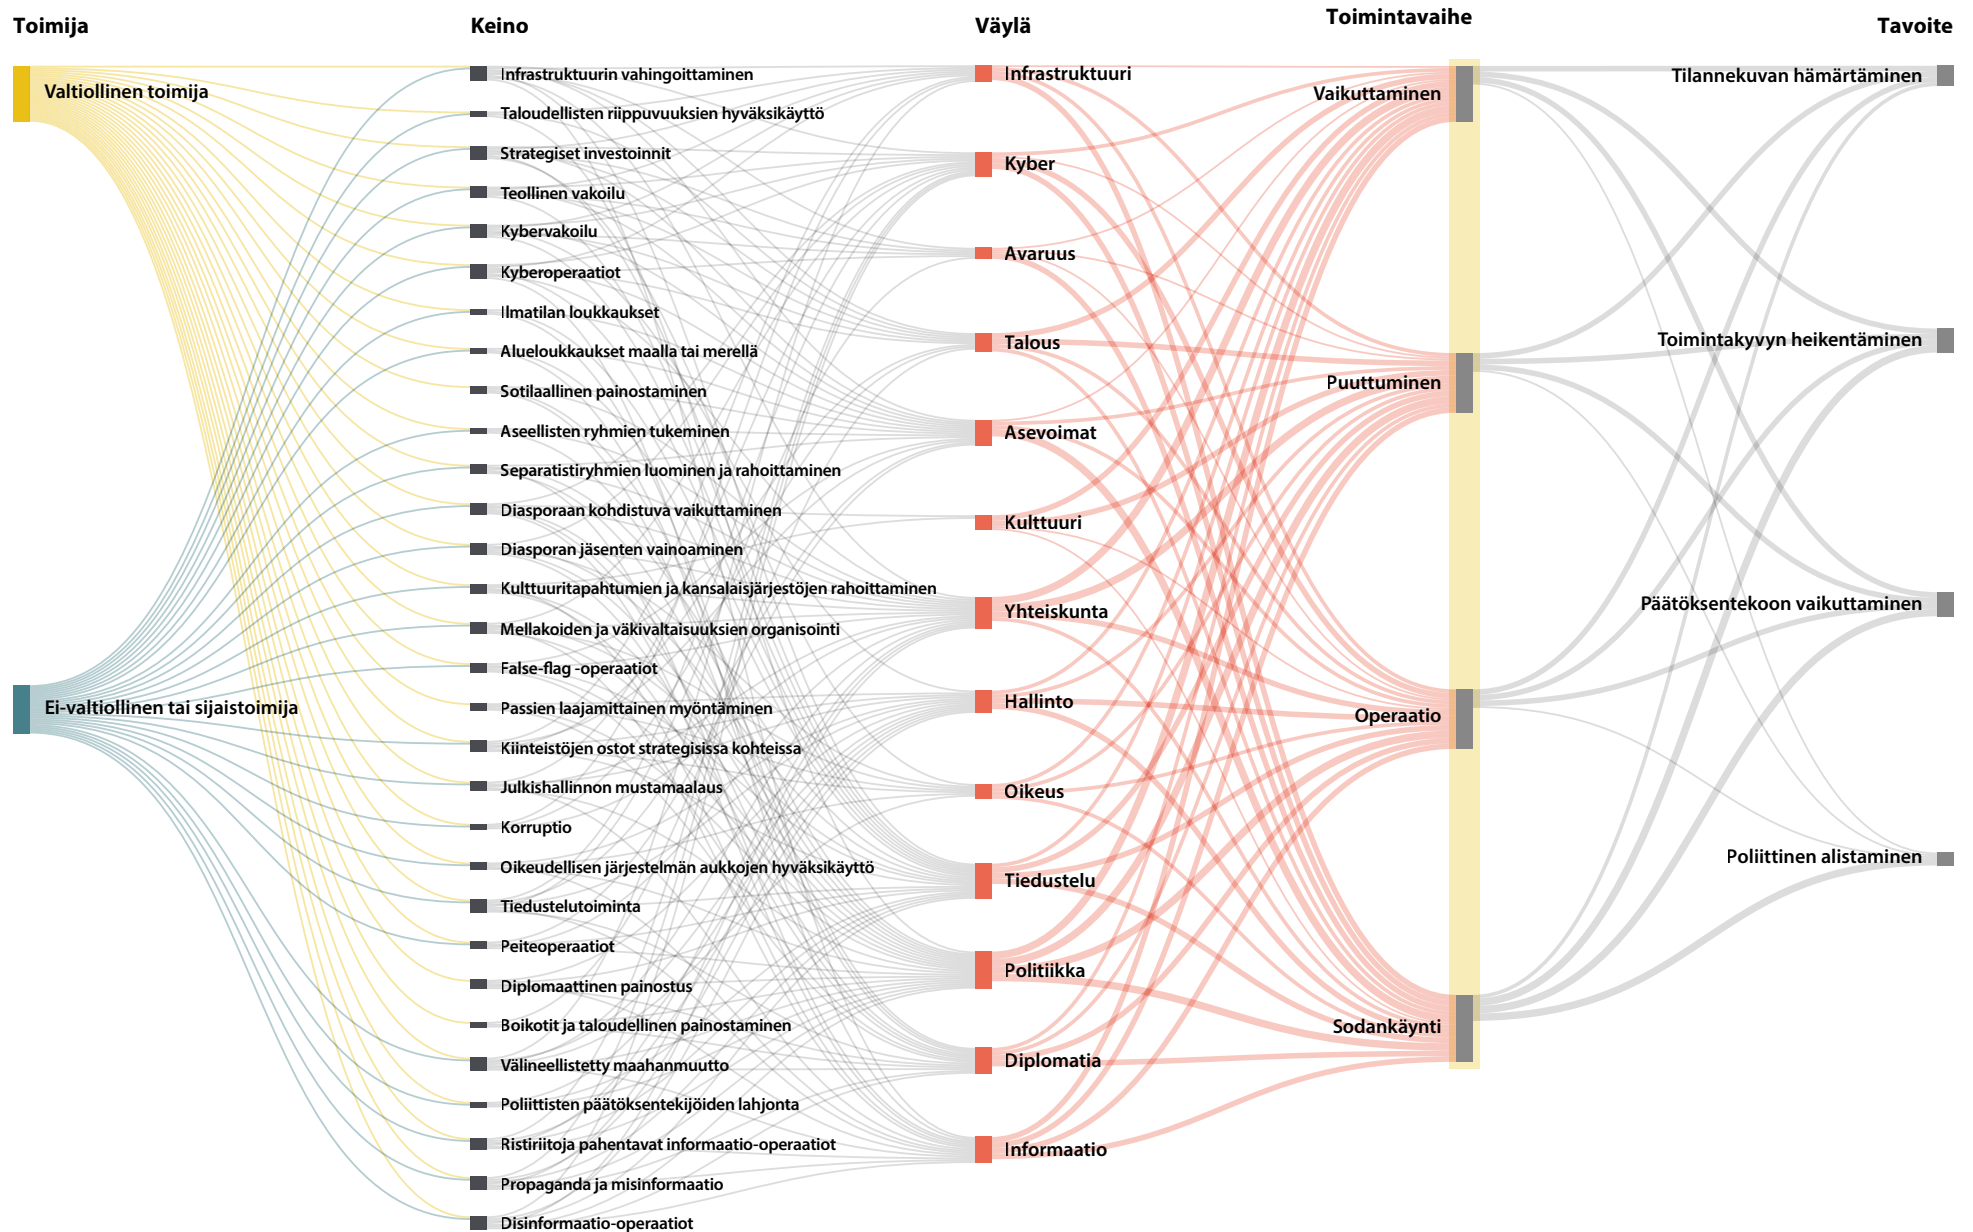 Toimija
Keino
Väylä
Toimintavaihe
Tavoite
Valtiollinen toimija
Ei-valtiollinen tai sijaistoimija
Infrastruktuurin vahingoittaminen
Taloudellisten riippuvuuksien hyväksikäyttö
Strategiset investoinnit
Teollinen vakoilu
Kybervakoilu
Kyberoperaatiot
Ilmatilan loukkaukset
Alueloukkaukset maalla tai merellä
Sotilaallinen painostaminen
Aseellisten ryhmien tukeminen
Separatistiryhmien luominen ja rahoittaminen
Diasporaan kohdistuva vaikuttaminen
Diasporan jäsenten vainoaminen
Kulttuuritapahtumien ja kansalaisjärjestöjen rahoittaminen
Mellakoiden ja väkivaltaisuuksien organisointi
False-flag -operaatiot
Passien laajamittainen myöntäminen
Kiinteistöjen ostot strategisissa kohteissa
Julkishallinnon mustamaalaus
Korruptio
Oikeudellisen järjestelmän aukkojen hyväksikäyttö
Tiedustelutoiminta
Peiteoperaatiot
Diplomaattinen painostus
Boikotit ja taloudellinen painostaminen
Välineellistetty maahanmuutto
Poliittisten päätöksentekijöiden lahjonta
Ristiriitoja pahentavat informaatio-operaatiot
Propaganda ja misinformaatio
Disinformaatio-operaatiot
Infrastruktuuri
Kyber
Avaruus
Talous
Asevoimat
Kulttuuri
Yhteiskunta
Hallinto
Oikeus
Tiedustelu
Politiikka
Diplomatia
Informaatio
Vaikuttaminen
Puuttuminen
Operaatio
Sodankäynti
Tilannekuvan hämärtäminen
Toimintakyvyn heikentäminen
Päätöksentekoon vaikuttaminen
Poliittinen alistaminen